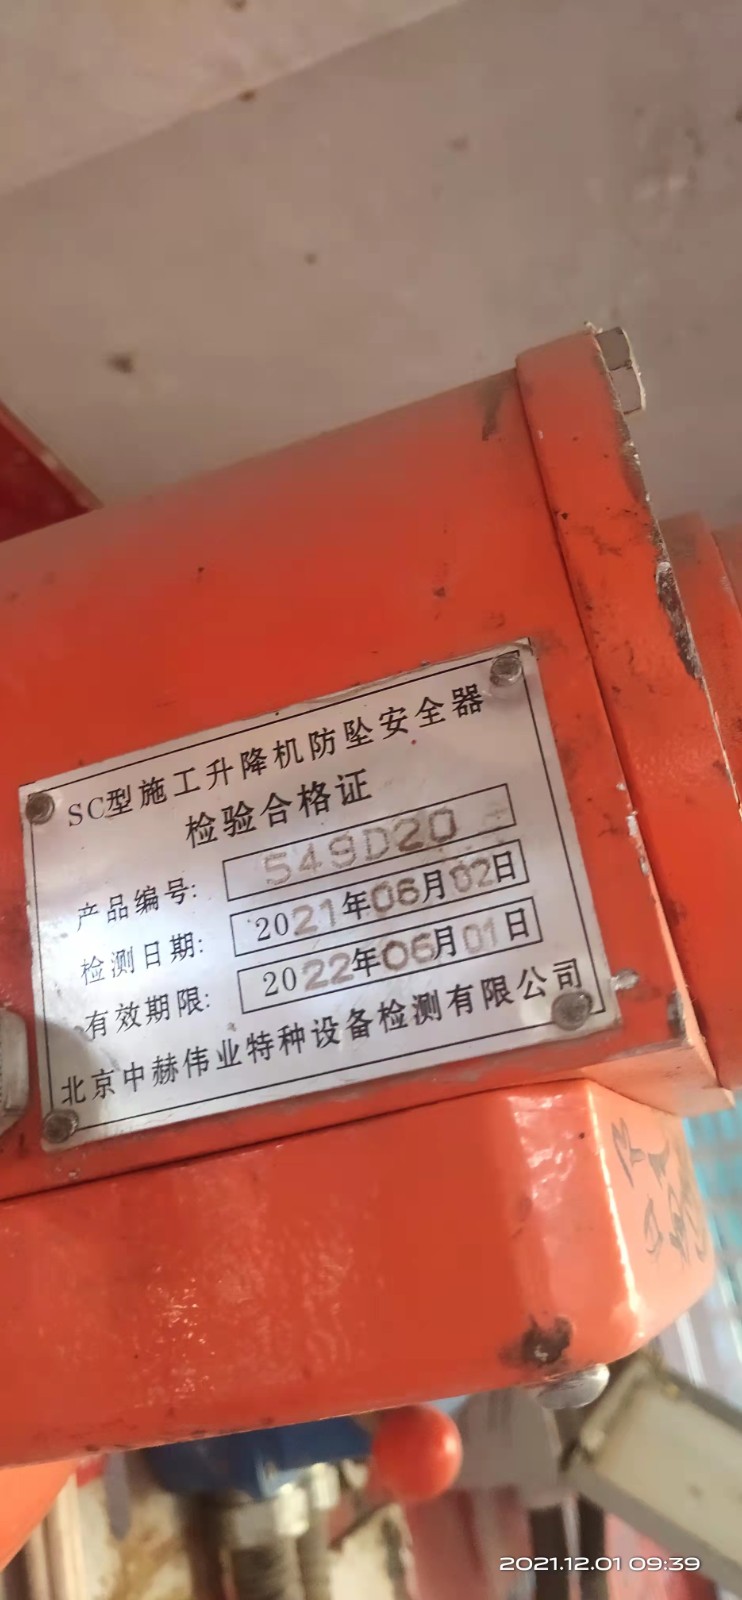 SC型施工升降机防坠安全器
检验合格证
产品编号: 549D20
检测日期: 2021年06月02日
有效期限: 2022年06月01日
北京中赫伟业特种设备检测有限公司
2021.12.01 09:39